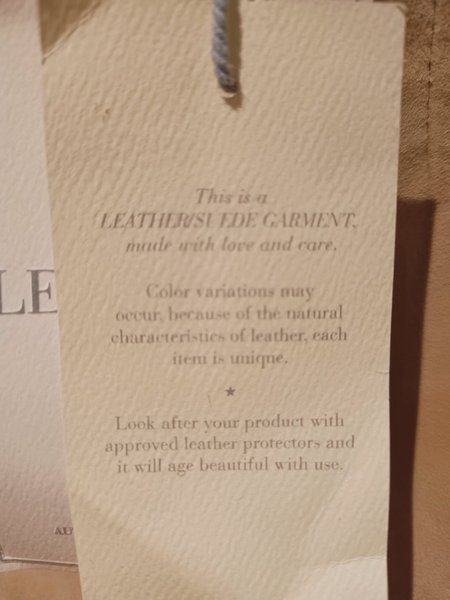 This is a
LEATHER/SUEDE GARMENT,
made with love and care.
Color variations may
occur, because of the natural
characteristics of leather, each
item is unique.
Look after your product with
approved leather protectors and
it will age beautiful with use.
LE